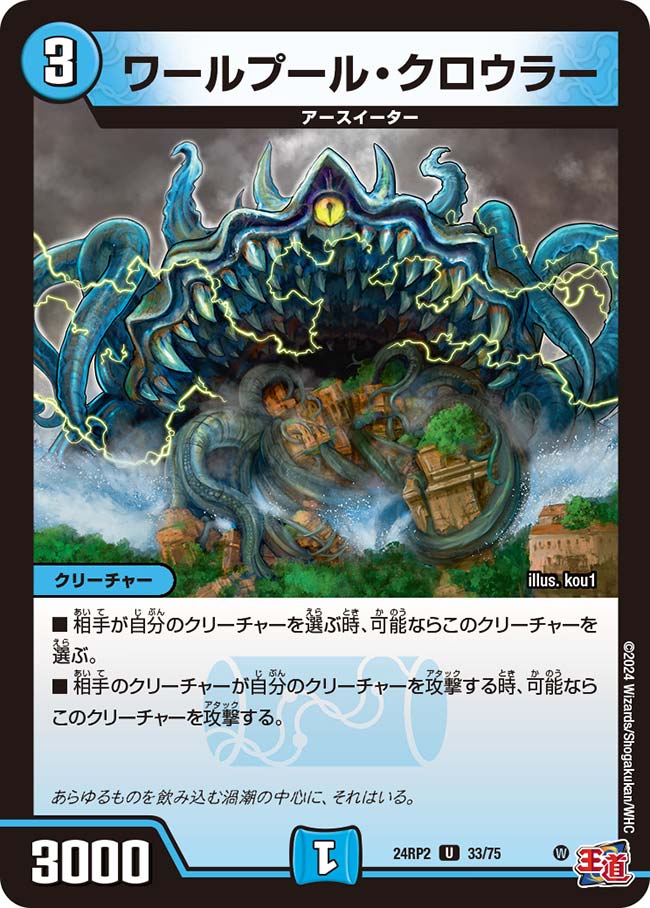 3
ワールプール・クロウラー
アースイーター
クリーチャー
illus. kou1
■相手が自分のクリーチャーを選ぶ時、可能ならこのクリーチャーを
選ぶ。
■相手のクリーチャーが自分のクリーチャーを攻撃する時、可能なら
このクリーチャーを攻撃する。
あらゆるものを飲み込む渦潮の中心に、それはいる。
©2024 Wizards/Shogakukan/WHC
3000
1
24RP2 U 33/75
W
王道